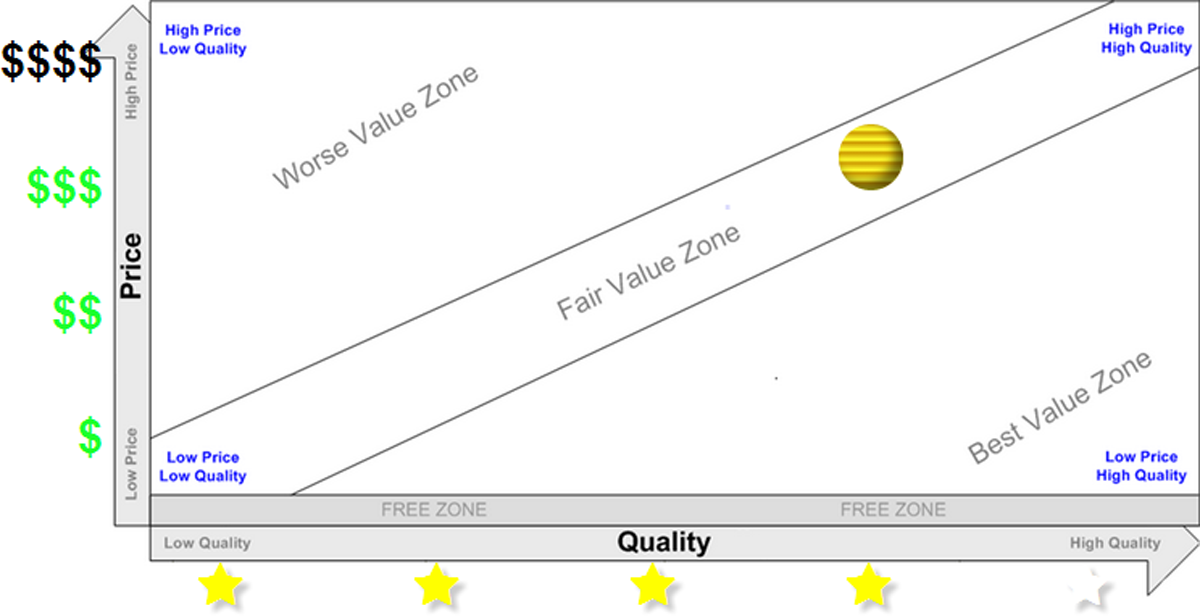 High Price
Low Quality
High Price
High Quality
$$$$
High Price
Worse Value Zone
$$$
Fair Value Zone
Price
$$
Best Value Zone
$
Low Price
Low Price
Low Quality
Low Price
High Quality
FREE ZONE
FREE ZONE
Low Quality
Quality
High Quality